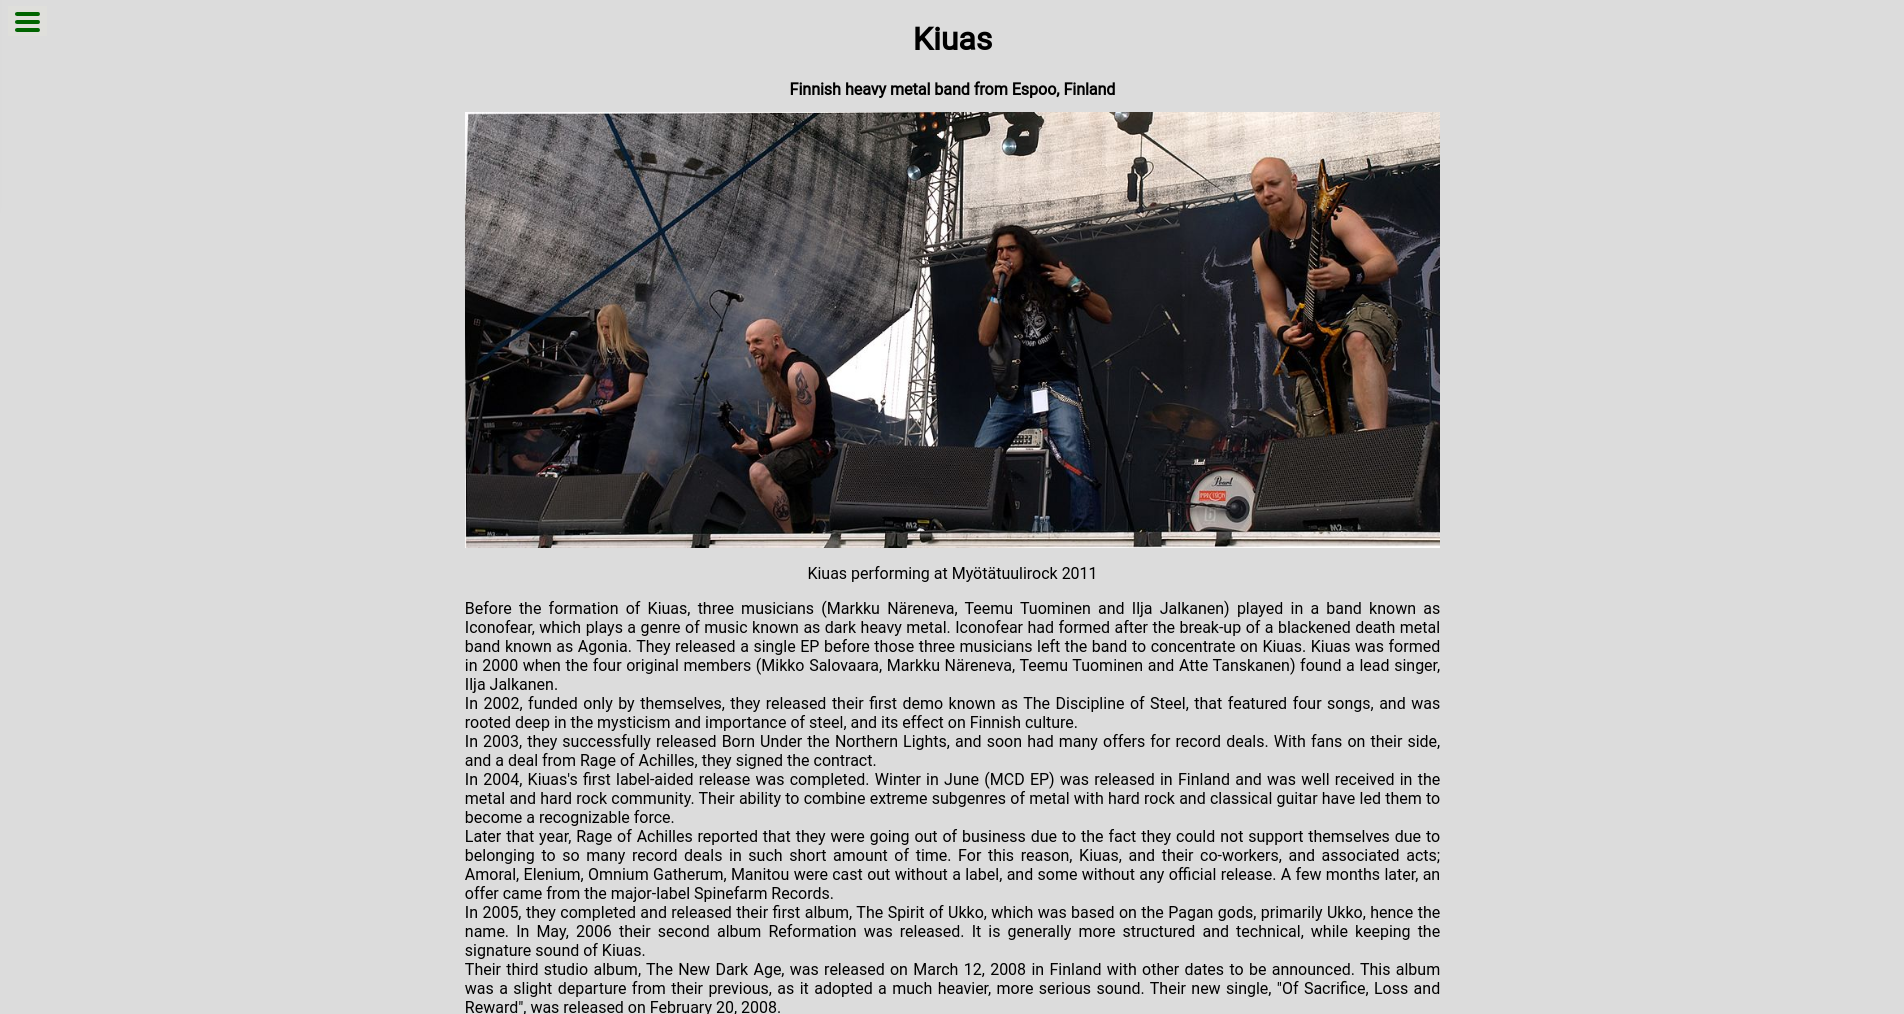 Kiuas
Finnish heavy metal band from Espoo, Finland
Pearl
M2
M2
M2
Kiuas performing at Myötätuulirock 2011
Before the formation of Kiuas, three musicians (Markku Näreneva, Teemu Tuominen and Ilja Jalkanen) played in a band known as
Iconofear, which plays a genre of music known as dark heavy metal. Iconofear had formed after the break-up of a blackened death metal
band known as Agonia. They released a single EP before those three musicians left the band to concentrate on Kiuas. Kiuas was formed
in 2000 when the four original members (Mikko Salovaara, Markku Näreneva, Teemu Tuominen and Atte Tanskanen) found a lead singer,
Ilja Jalkanen.
In 2002, funded only by themselves, they released their first demo known as The Discipline of Steel, that featured four songs, and was
rooted deep in the mysticism and importance of steel, and its effect on Finnish culture.
In 2003, they successfully released Born Under the Northern Lights, and soon had many offers for record deals. With fans on their side,
and a deal from Rage of Achilles, they signed the contract.
In 2004, Kiuas's first label-aided release was completed. Winter in June (MCD EP) was released in Finland and was well received in the
metal and hard rock community. Their ability to combine extreme subgenres of metal with hard rock and classical guitar have led them to
become a recognizable force.
Later that year, Rage of Achilles reported that they were going out of business due to the fact they could not support themselves due to
belonging to so many record deals in such short amount of time. For this reason, Kiuas, and their co-workers, and associated acts;
Amoral, Elenium, Omnium Gatherum, Manitou were cast out without a label, and some without any official release. A few months later, an
offer came from the major-label Spinefarm Records.
In 2005, they completed and released their first album, The Spirit of Ukko, which was based on the Pagan gods, primarily Ukko, hence the
name. In May, 2006 their second album Reformation was released. It is generally more structured and technical, while keeping the
signature sound of Kiuas.
Their third studio album, The New Dark Age, was released on March 12, 2008 in Finland with other dates to be announced. This album
was a slight departure from their previous, as it adopted a much heavier, more serious sound. Their new single, "Of Sacrifice, Loss and
Reward", was released on February 20, 2008.